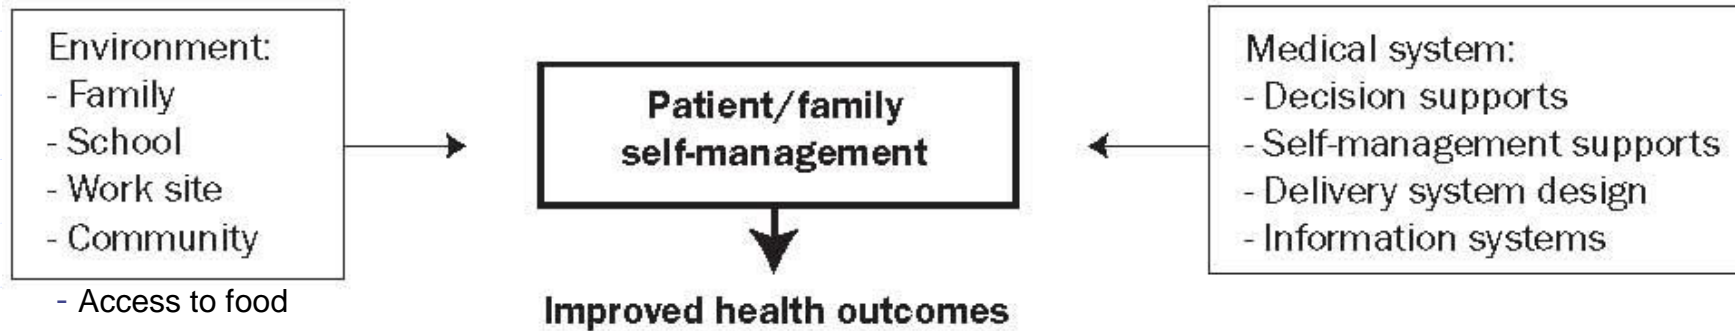 Environment:
- Family
- School
- Work site
- Community
- Access to food
Patient/family
self-management
Improved health outcomes
Medical system:
- Decision supports
- Self-management supports
- Delivery system design
- Information systems